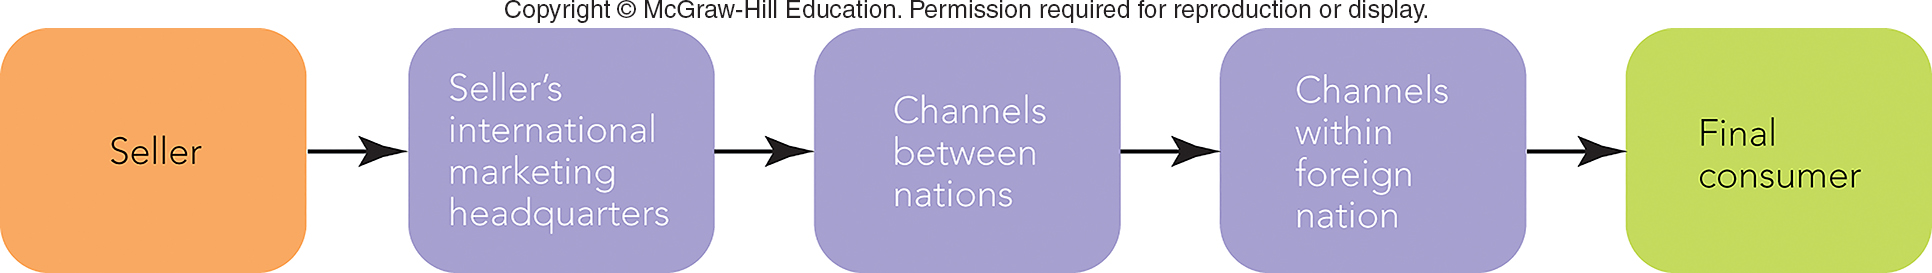 Copyright © McGraw-Hill Education. Permission required for reproduction or display.
Seller
Seller’s
international
marketing
headquarters
Channels
between
nations
Channels
within
foreign
nation
Final
consumer